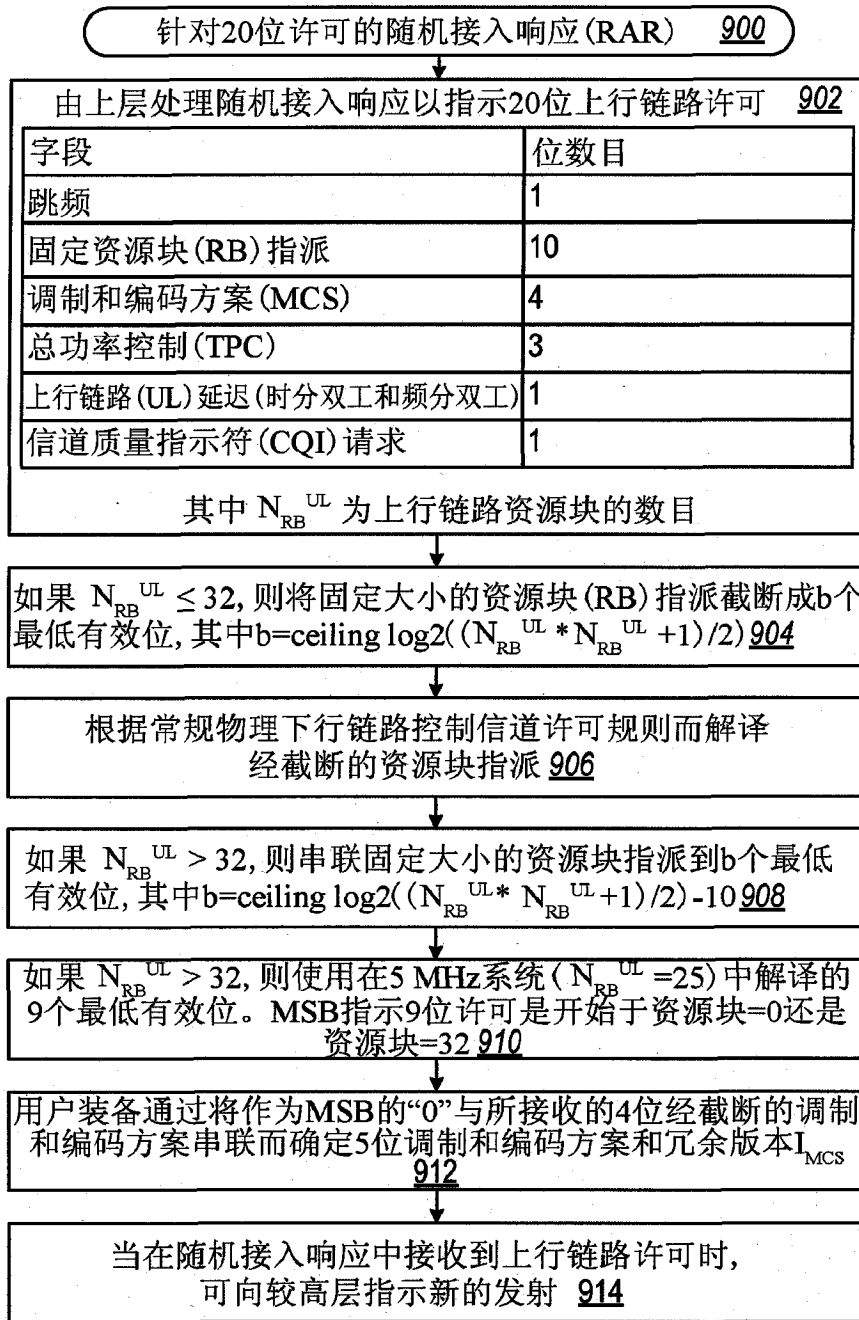 针对20位许可的随机接入响应(RAR) 900
由上层处理随机接入响应以指示20位上行链路许可 902
字段 位数目
跳频 1
固定资源块(RB)指派 10
调制和编码方案(MCS) 4
总功率控制(TPC) 3
上行链路(UL)延迟(时分双工和频分双工) 1
信道质量指示符(CQI)请求 1
其中 N_RB^UL 为上行链路资源块的数目
如果 N_RB^UL ≤ 32, 则将固定大小的资源块(RB)指派截断成b个
最低有效位, 其中b=ceiling log2((N_RB^UL * N_RB^UL +1)/2) 904
根据常规物理下行链路控制信道许可规则而解译
经截断的资源块指派 906
如果 N_RB^UL > 32, 则串联固定大小的资源块指派到b个最低
有效位, 其中b=ceiling log2((N_RB^UL* N_RB^UL+1)/2)-10 908
如果 N_RB^UL > 32, 则使用在5 MHz系统( N_RB^UL =25)中解译的
9个最低有效位。MSB指示9位许可是开始于资源块=0还是
资源块=32 910
用户装备通过将作为MSB的“0”与所接收的4位经截断的调制
和编码方案串联而确定5位调制和编码方案和冗余版本I_MCS
912
当在随机接入响应中接收到上行链路许可时,
可向较高层指示新的发射 914